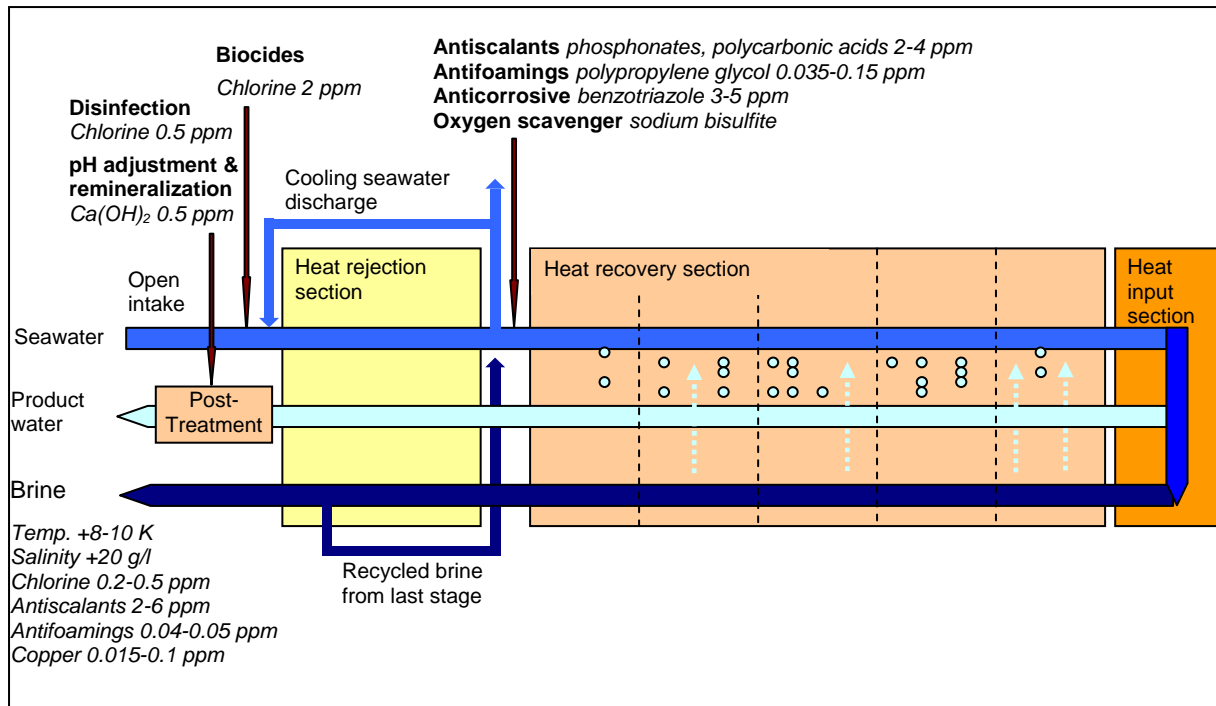 Antiscalants phosphonates, polycarbonic acids 2-4 ppm
Antifoamings polypropylene glycol 0.035-0.15 ppm
Anticorrosive benzotriazole 3-5 ppm
Oxygen scavenger sodium bisulfite
Biocides
Chlorine 2 ppm
Disinfection
Chlorine 0.5 ppm
pH adjustment &
remineralization
Ca(OH)₂ 0.5 ppm
Cooling seawater
discharge
Open
intake
Heat rejection
section
Heat recovery section
Heat
input
section
Seawater
Product
water
Post-
Treatment
Brine
Temp. +8-10 K
Salinity +20 g/l
Chlorine 0.2-0.5 ppm
Antiscalants 2-6 ppm
Antifoamings 0.04-0.05 ppm
Copper 0.015-0.1 ppm
Recycled brine
from last stage